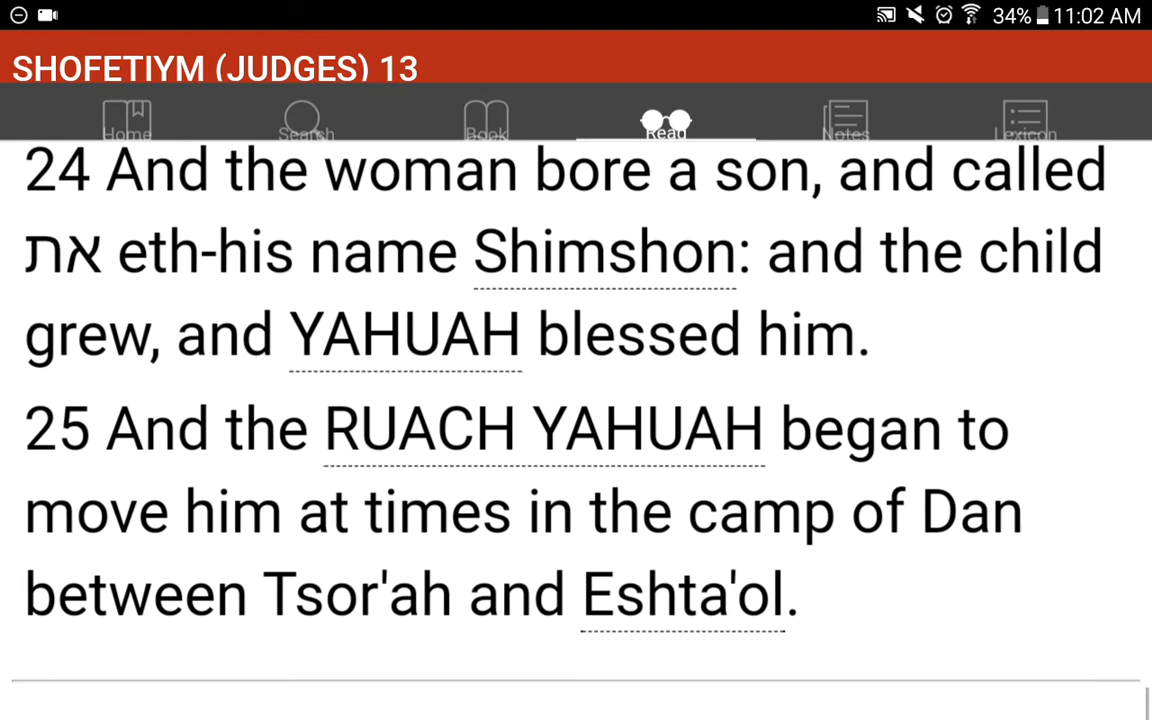 34% 11:02 AM
SHOFETIYM (JUDGES) 13
Home Search Book Read Notes Lexicon
24 And the woman bore a son, and called
את eth-his name Shimshon: and the child
grew, and YAHUAH blessed him.
25 And the RUACH YAHUAH began to
move him at times in the camp of Dan
between Tsor'ah and Eshta'ol.